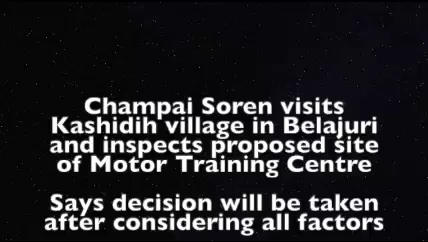 Champai Soren visits
Kashidih village in Belajuri
and inspects proposed site
of Motor Training Centre
Says decision will be taken
after considering all factors